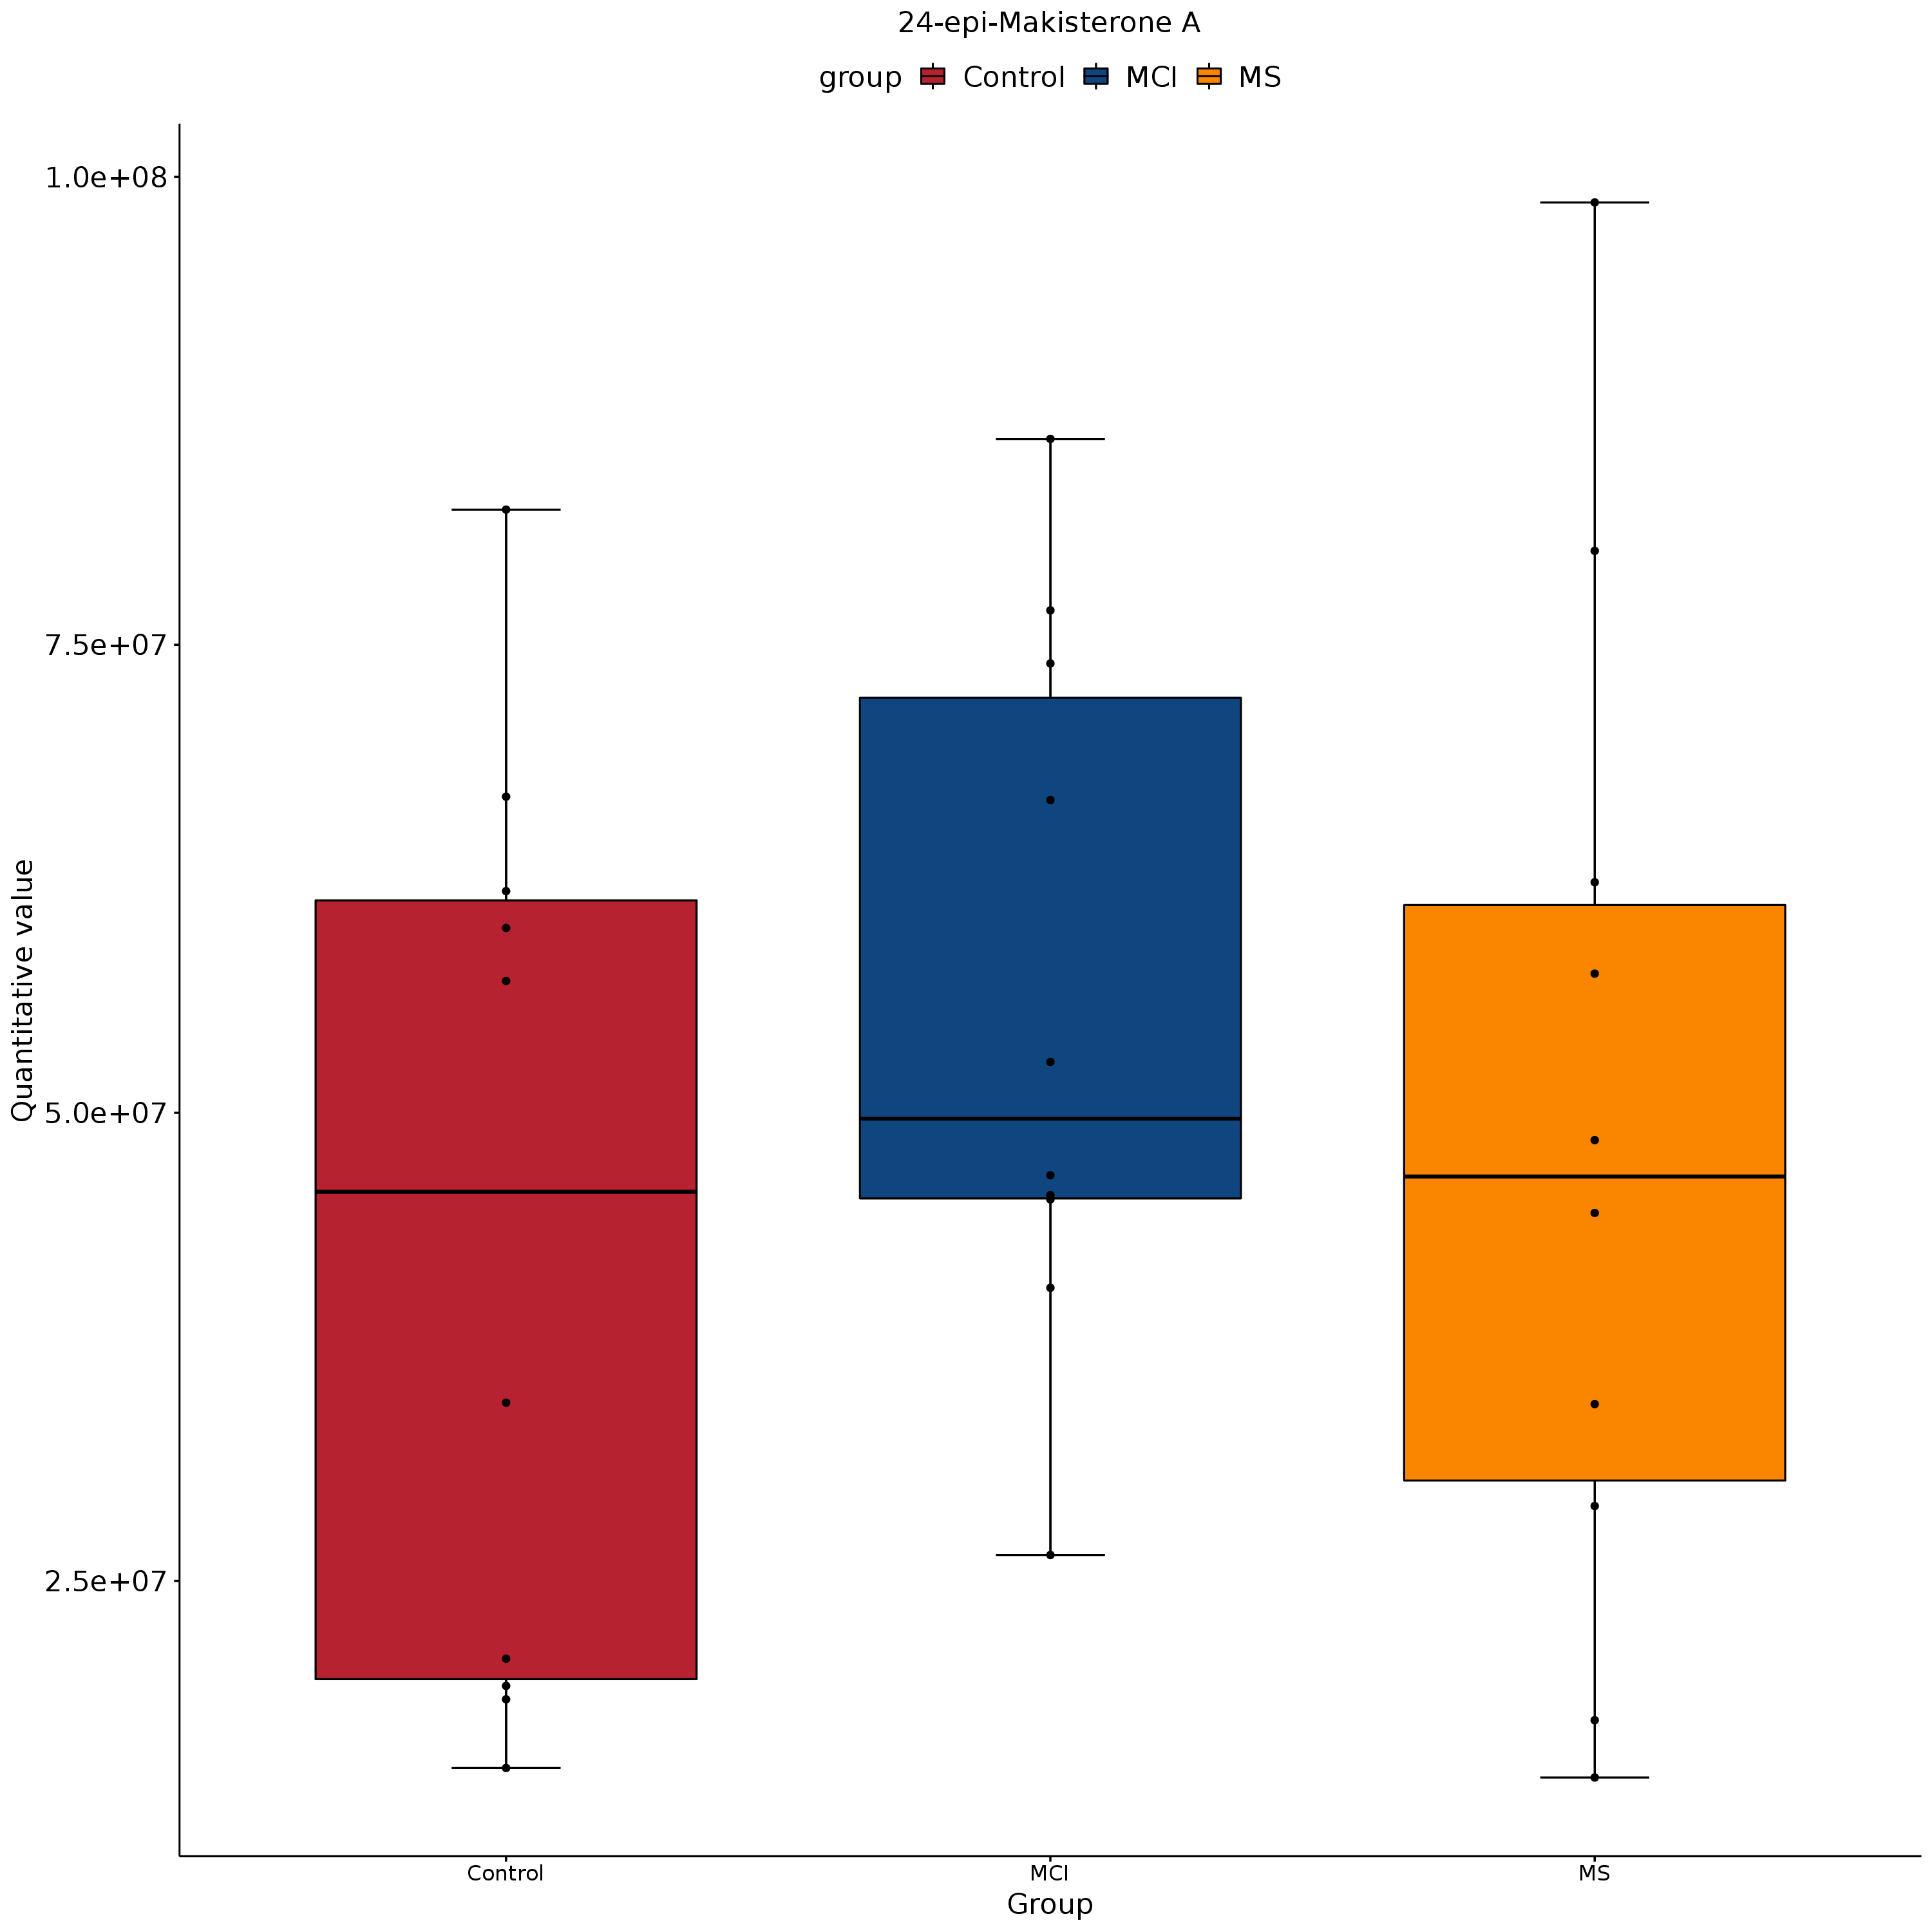 24-epi-Makisterone A
group Control MCI MS
1.0e+08
7.5e+07
5.0e+07
2.5e+07
Quantitative value
Control MCI MS
Group